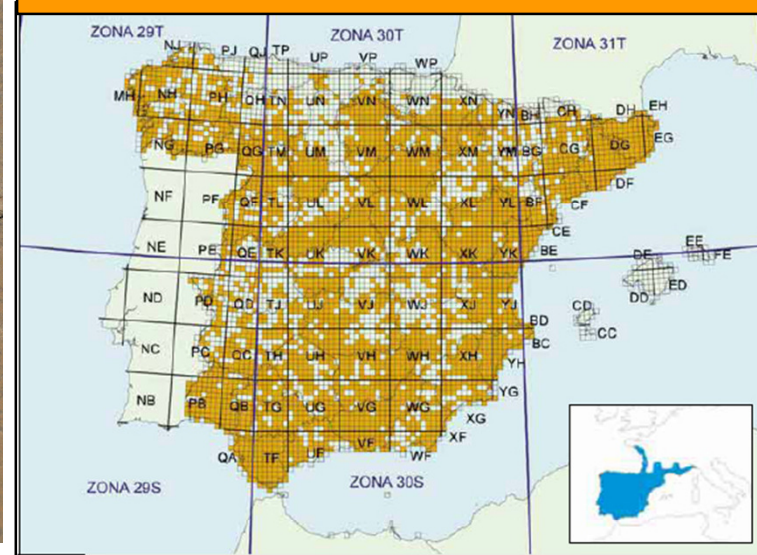 ZONA 29T
ZONA 30T
ZONA 31T
NJ PJ QJ TP UP VP WP
MH NH PH QH TN UN VN WN XN YN BH CH DH EH
NG PG QG TM UM VM WM XM YM BG CG DG EG
NF PF QF TL UL VL WL XL YL BF CF DF
NE PE QE TK UK VK WK XK YK BE CE DE EE FE
ND PD QD TJ UJ VJ WJ XJ YJ BD CD DD ED
NC PC QC TH UH VH WH XH YH BC CC
NB PB QB TG UG VG WG XG YG
QA TF UF VF WF XF
ZONA 29S
ZONA 30S